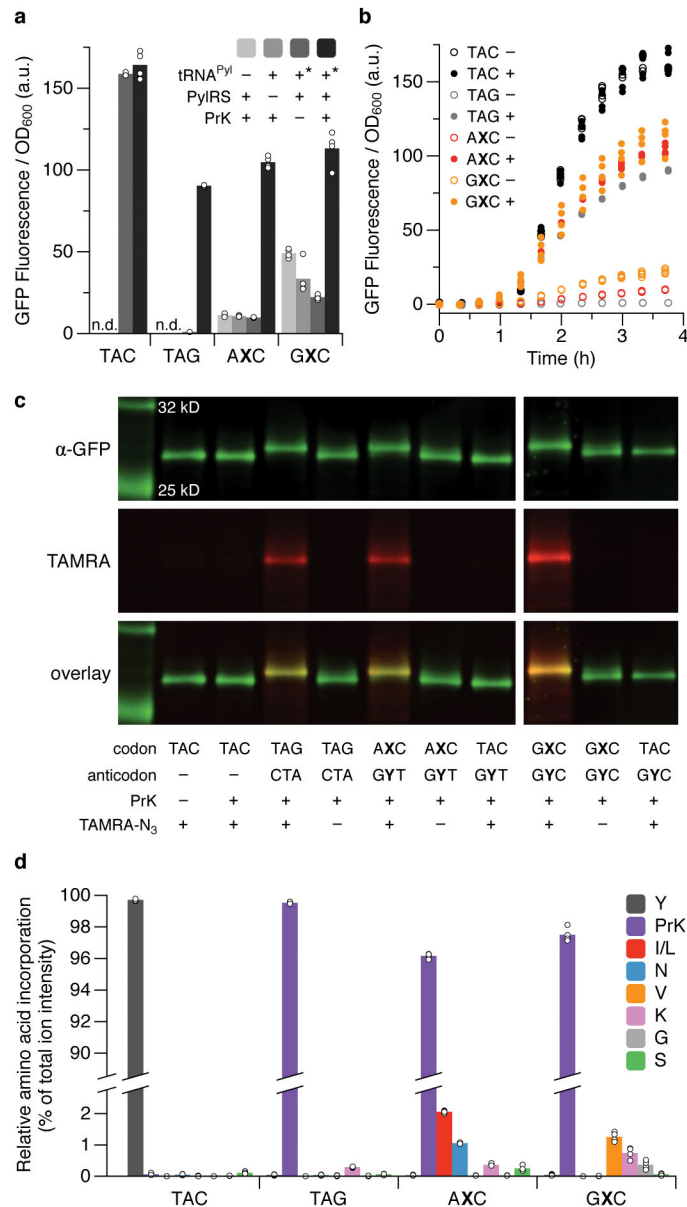 a
GFP Fluorescence / OD600 (a.u.)
150
100
50
0
tRNAPyl – + +* +*
PylRS + – + +
PrK + + – +
n.d. n.d.
TAC TAG AXC GXC
b
GFP Fluorescence / OD600 (a.u.)
150
100
50
0
TAC –
TAC +
TAG –
TAG +
AXC –
AXC +
GXC –
GXC +
0 1 2 3 4
Time (h)
c
32 kD
α-GFP
25 kD
TAMRA
overlay
codon TAC TAC TAG TAG AXC AXC TAC GXC GXC TAC
anticodon – – CTA CTA GYT GYT GYT GYC GYC GYC
PrK – + + + + + + + + +
TAMRA-N3 + + + – + – + + – +
d
Relative amino acid incorporation
(% of total ion intensity)
100
98
96
94
92
90
2
1
0
Y
PrK
I/L
N
V
K
G
S
TAC TAG AXC GXC